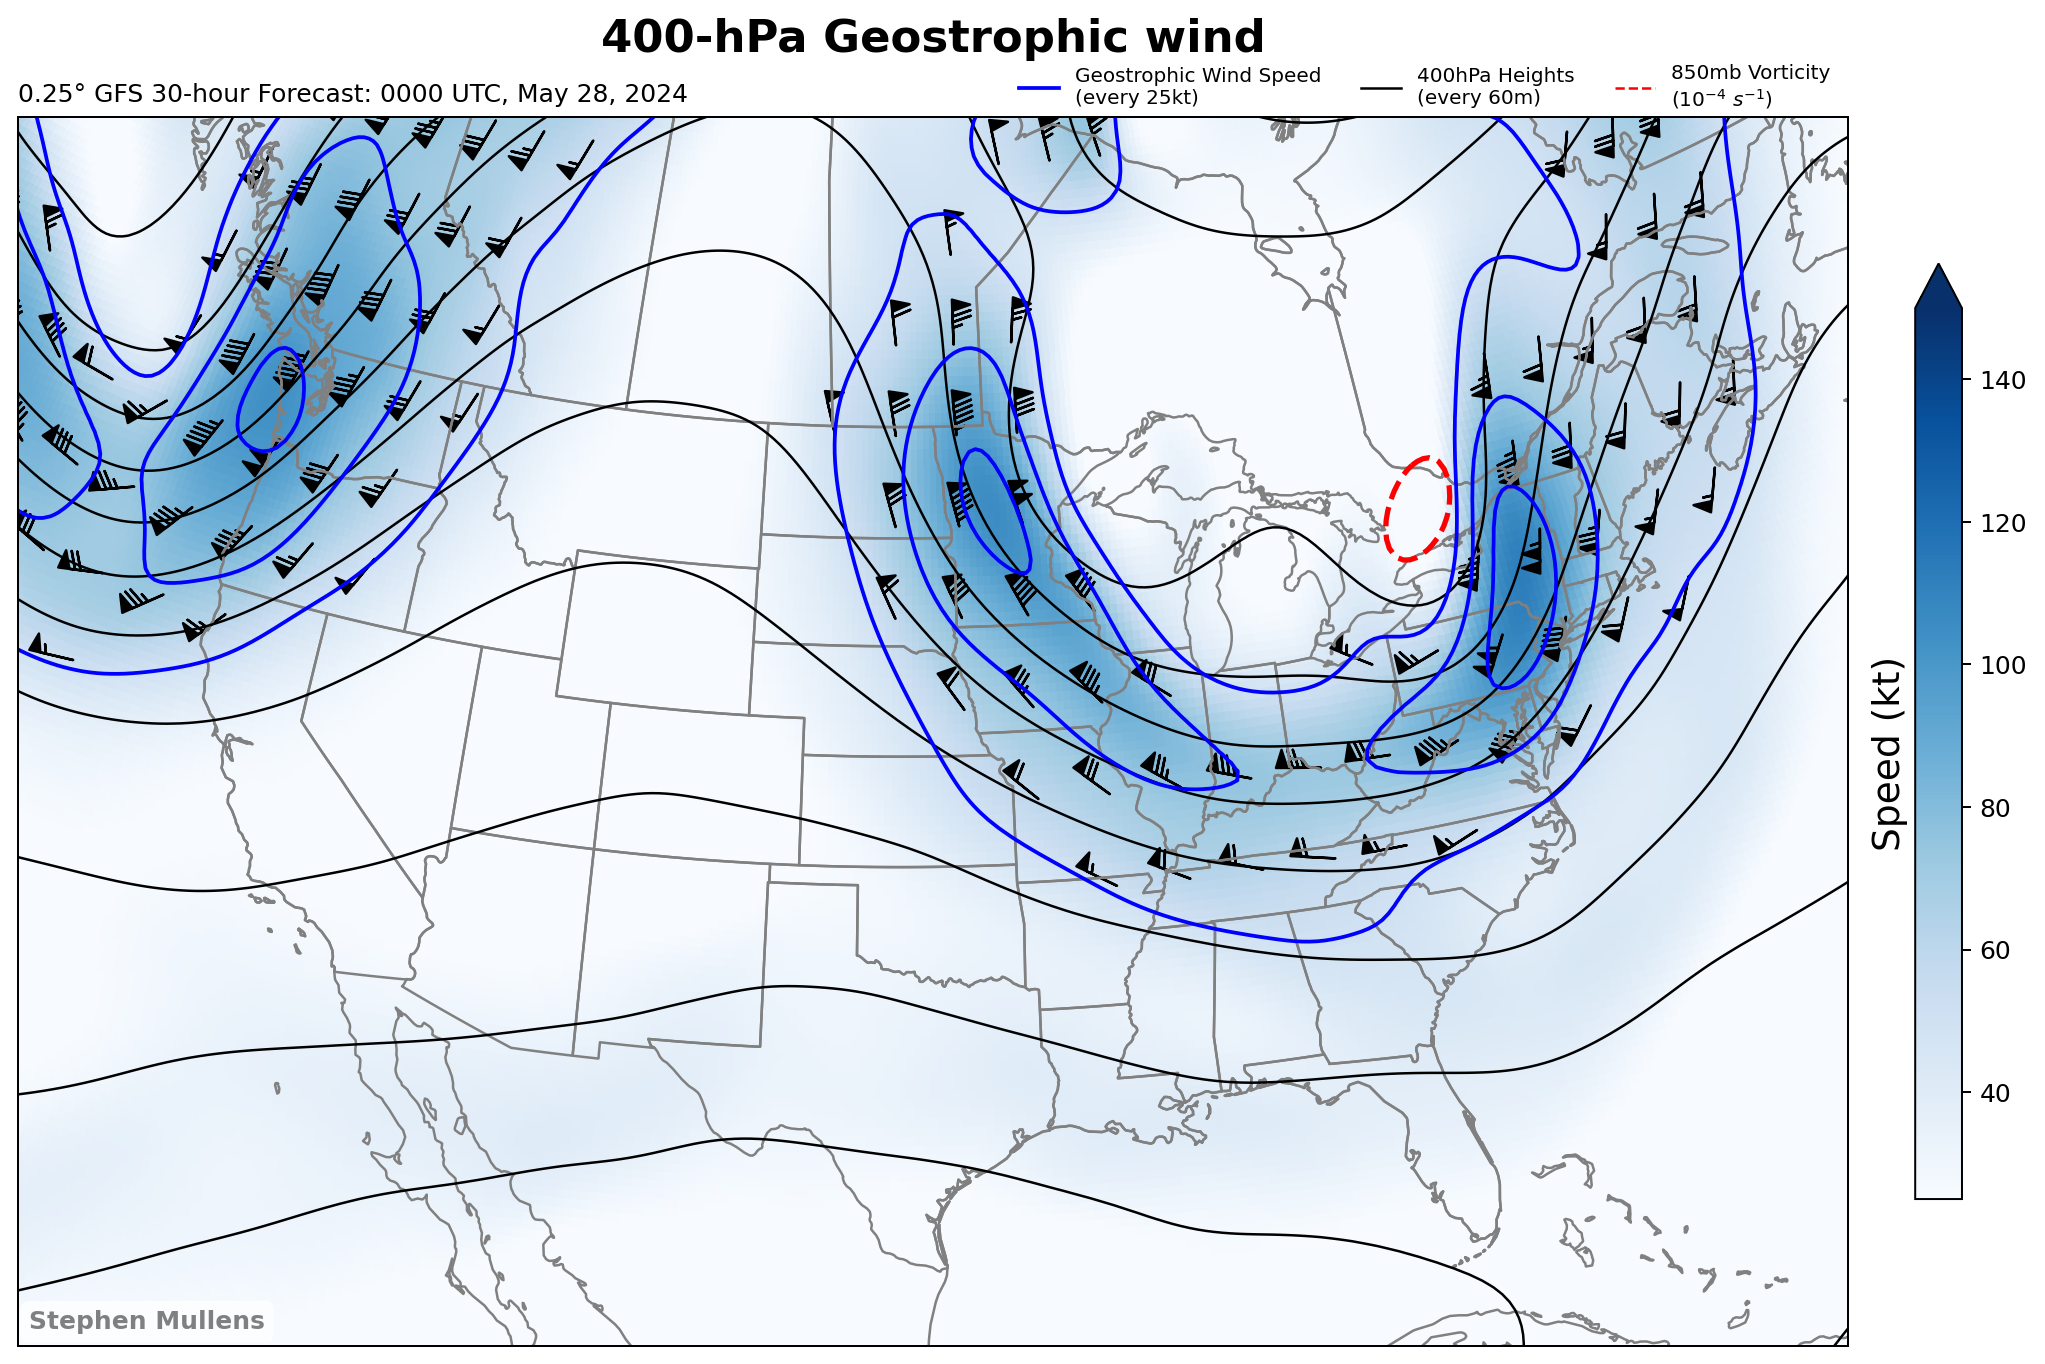 400-hPa Geostrophic wind
0.25° GFS 30-hour Forecast: 0000 UTC, May 28, 2024
Geostrophic Wind Speed
(every 25kt)
400hPa Heights
(every 60m)
850mb Vorticity
(10⁻⁴ s⁻¹)
140
120
100
80
60
40
Speed (kt)
Stephen Mullens